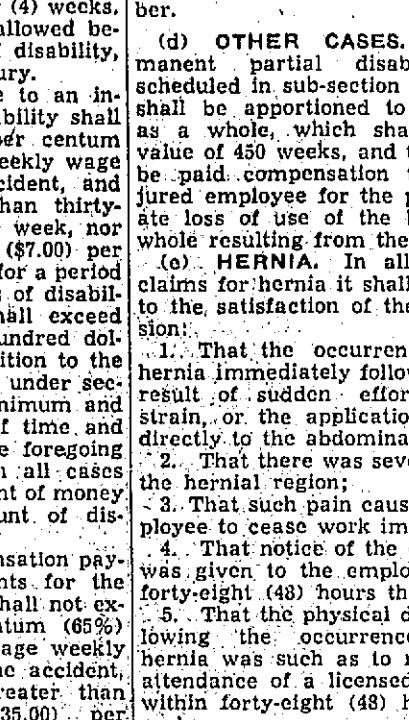 (4) weeks,
allowed be-
disability,
ury.
e to an in-
ability shall
per centum
eekly wage
cident, and
han thirty-
week, nor
($7.00) per
for a period
s of disabil-
hall exceed
undred dol-
ition to the
under sec-
nimum and
f time and
e foregoing
n all cases
nt of money
unt of dis-
nsation pay-
nts for the
hall not ex-
ntum (65%)
age weekly
he accident,
reater than
35.00) per
ber.
(d) OTHER CASES.
manent partial disab
scheduled in sub-section
shall be apportioned to
as a whole, which sha
value of 450 weeks, and t
be paid compensation
jured employee for the p
ate loss of use of the b
whole resulting from the
(e) HERNIA. In all
claims for hernia it shall
to the satisfaction of the
sion:
1. That the occurren
hernia immediately follow
result of sudden effor
strain, or the applicatio
directly to the abdomina
2. That there was seve
the hernial region;
3. That such pain caus
ployee to cease work im
4. That notice of the
was given to the emplo
forty-eight (48) hours th
5. That the physical d
lowing the occurrence
hernia was such as to r
attendance of a licensed
within forty-eight (48) h